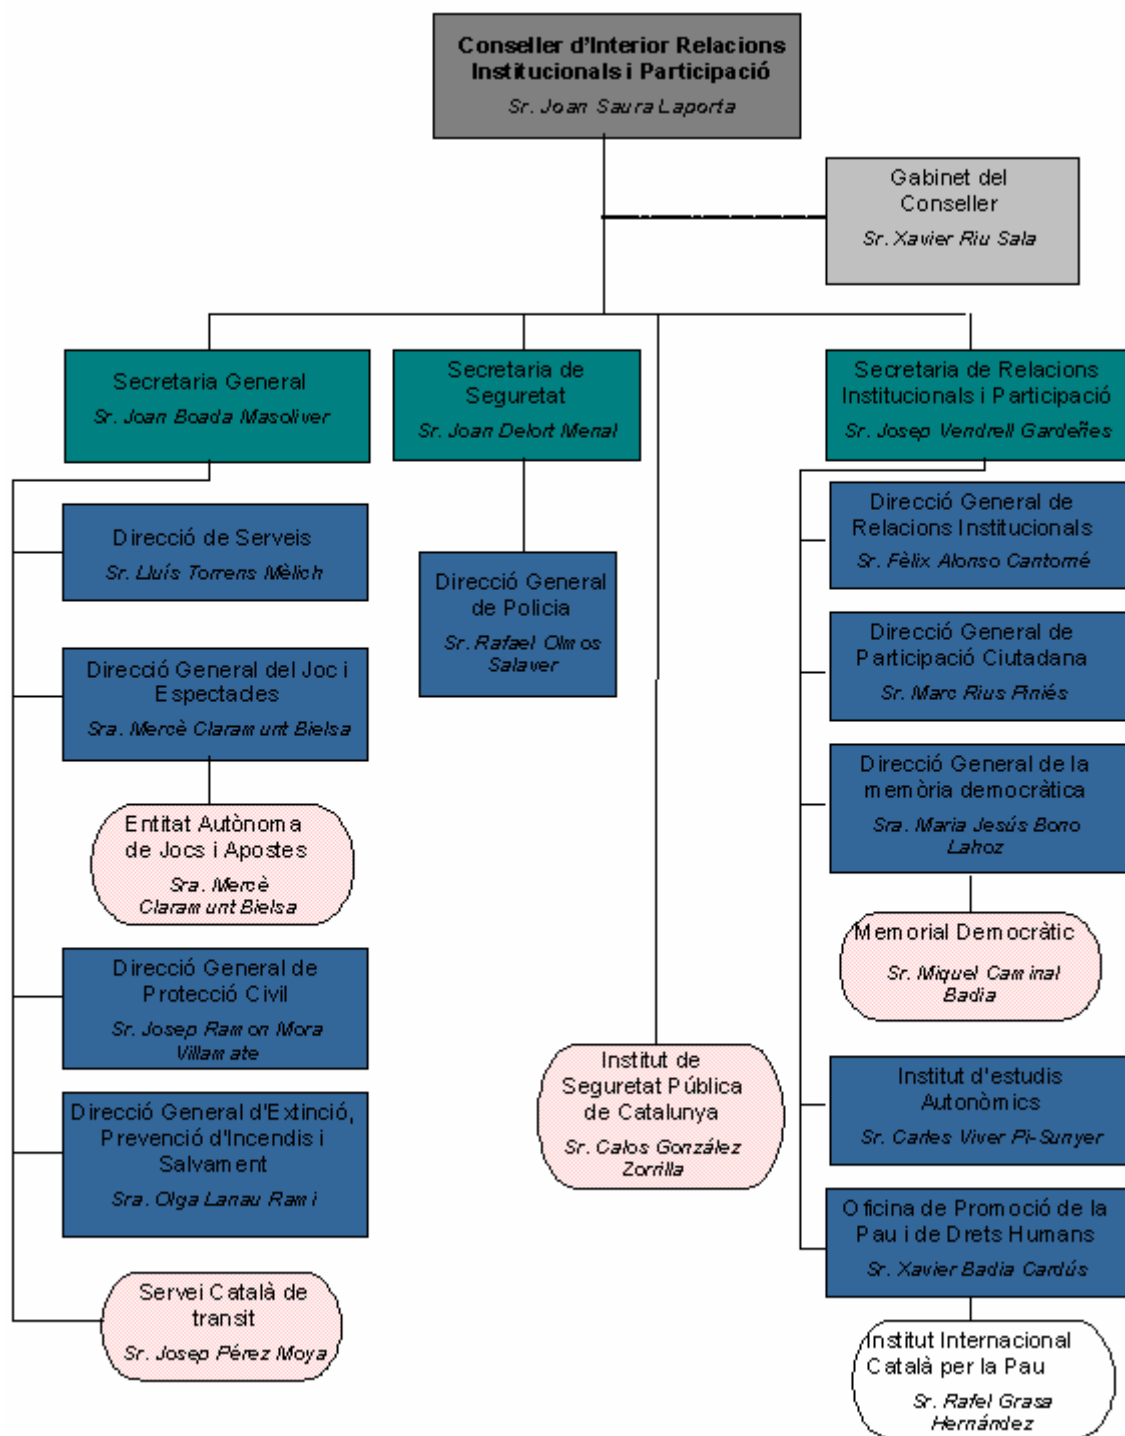 Conseller d'Interior Relacions
Institucionals i Participació
Sr. Joan Saura Laporta
Gabinet del
Conseller
Sr. Xavier Riu Sala
Secretaria General
Sr. Joan Boada Masoliver
Secretaria de
Seguretat
Sr. Joan Delort Menal
Secretaria de Relacions
Institucionals i Participació
Sr. Josep Vendrell Gardeñes
Direcció de Serveis
Sr. Lluís Torrens Mèlich
Direcció General del Joc i
Espectacles
Sra. Mercè Claramunt Bielsa
Entitat Autònoma
de Jocs i Apostes
Sra. Mercè
Claramunt Bielsa
Direcció General de
Protecció Civil
Sr. Josep Ramon Mora
Villamate
Direcció General d'Extinció,
Prevenció d'Incendis i
Salvament
Sra. Olga Lanau Rami
Servei Català de
transit
Sr. Josep Pérez Moya
Direcció General
de Policia
Sr. Rafael Olmos
Salaver
Institut de
Seguretat Pública
de Catalunya
Sr. Calos González
Zorrilla
Direcció General de
Relacions Institucionals
Sr. Fèlix Alonso Cantorné
Direcció General de
Participació Ciutadana
Sr. Marc Rius Piniés
Direcció General de la
memòria democràtica
Sra. Maria Jesús Bono
Lahoz
Memorial Democràtic
Sr. Miquel Caminal
Badia
Institut d'estudis
Autonòmics
Sr. Carles Viver Pi-Sunyer
Oficina de Promoció de la
Pau i de Drets Humans
Sr. Xavier Badia Cardús
Institut Internacional
Català per la Pau
Sr. Rafel Grasa
Hernández